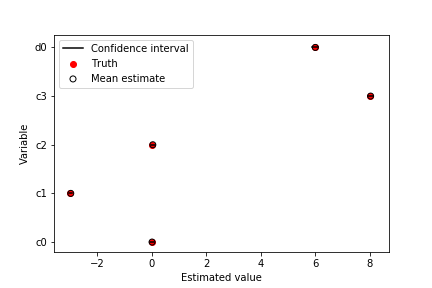 Confidence interval
Truth
Mean estimate
d0
c3
c2
c1
c0
Variable
−2
0
2
4
6
8
Estimated value